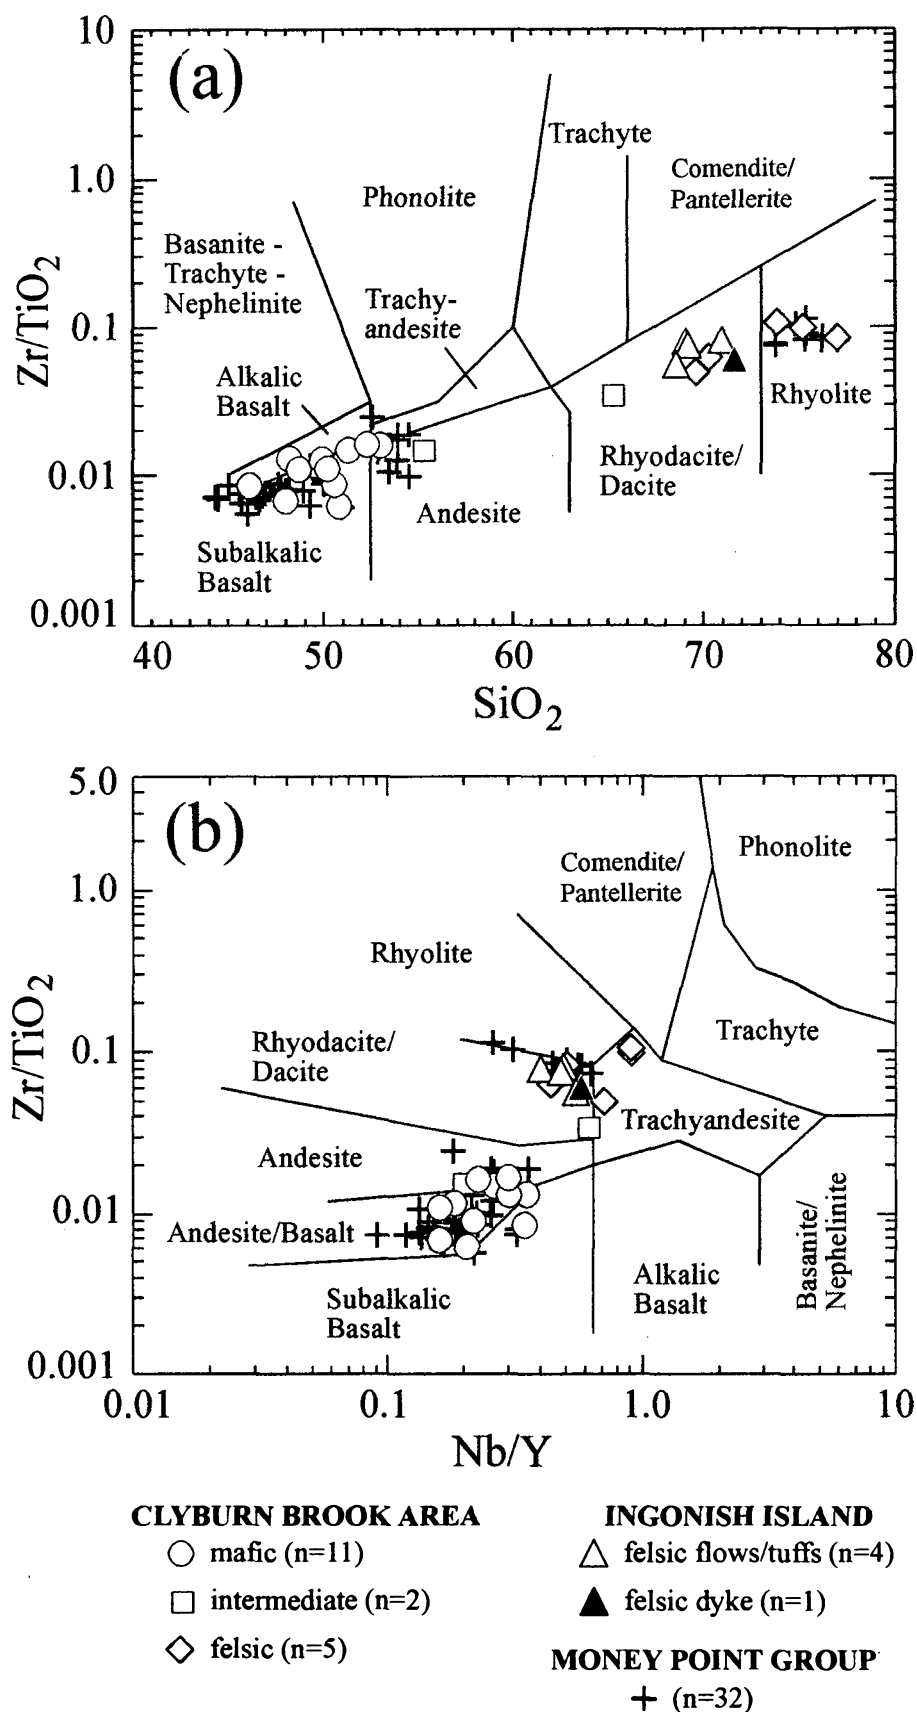 (a)
10
1.0
0.1
0.01
0.001
Zr/TiO2
Trachyte
Comendite/
Pantellerite
Phonolite
Basanite -
Trachyte -
Nephelinite
Trachy-
andesite
Alkalic
Basalt
Rhyolite
Rhyodacite/
Dacite
Andesite
Subalkalic
Basalt
40 50 60 70 80
SiO2
(b)
5.0
1.0
0.1
0.01
0.001
Zr/TiO2
Phonolite
Comendite/
Pantellerite
Rhyolite
Trachyte
Rhyodacite/
Dacite
Trachyandesite
Andesite
Andesite/Basalt
Subalkalic
Basalt
Alkalic
Basalt
Basanite/
Nephelinite
0.01 0.1 1.0 10
Nb/Y
CLYBURN BROOK AREA
mafic (n=11)
intermediate (n=2)
felsic (n=5)
INGONISH ISLAND
felsic flows/tuffs (n=4)
felsic dyke (n=1)
MONEY POINT GROUP
(n=32)